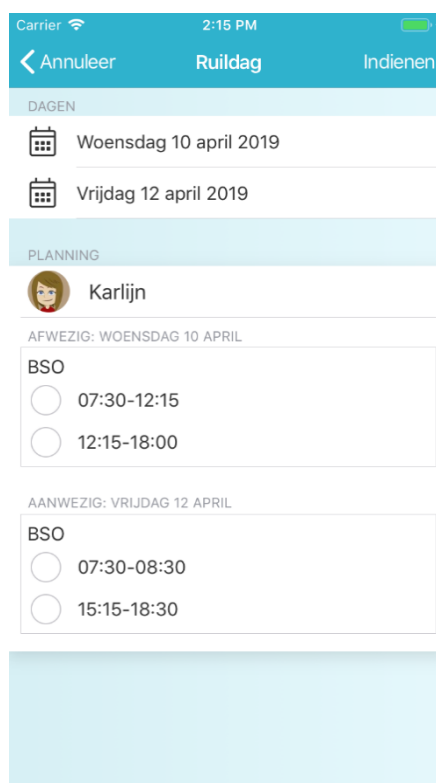 Carrier 2:15 PM
Annuleer Ruildag Indienen
DAGEN
Woensdag 10 april 2019
Vrijdag 12 april 2019
PLANNING
Karlijn
AFWEZIG: WOENSDAG 10 APRIL
BSO
07:30-12:15
12:15-18:00
AANWEZIG: VRIJDAG 12 APRIL
BSO
07:30-08:30
15:15-18:30